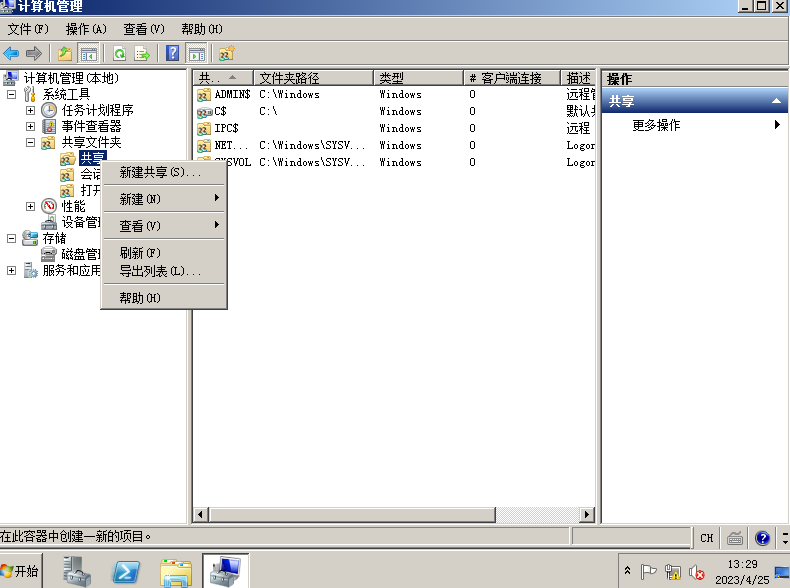 计算机管理
文件(F) 操作(A) 查看(V) 帮助(H)
计算机管理(本地)
系统工具
任务计划程序
事件查看器
共享文件夹
共享
会话
打开
性能
设备管
存储
磁盘管
服务和应用
新建共享(S)...
新建(N)
查看(V)
刷新(F)
导出列表(L)...
帮助(H)
共.. 文件夹路径 类型 # 客户端连接 描述
ADMIN$ C:\Windows Windows 0 远程管
C$ C:\ Windows 0 默认共
IPC$ Windows 0 远程
NET... C:\Windows\SYSV... Windows 0 Logor
SYSVOL C:\Windows\SYSV... Windows 0 Logor
操作
共享
更多操作
在此容器中创建一新的项目。
CH
开始
13:29
2023/4/25